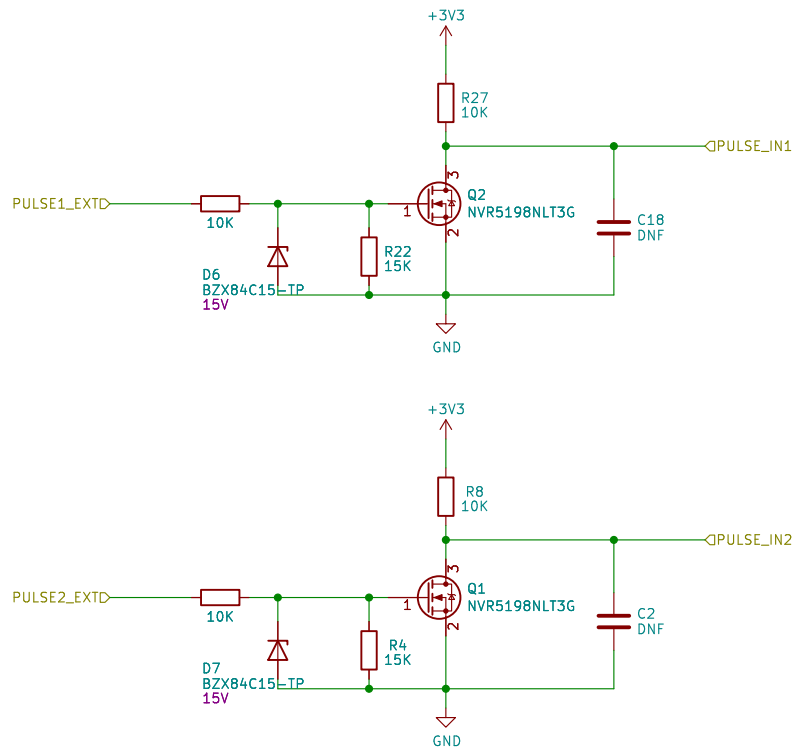 +3V3
R27
10K
PULSE_IN1
3
Q2
NVR5198NLT3G
PULSE1_EXT
1
10K
2
C18
DNF
R22
15K
D6
BZX84C15-TP
15V
GND
+3V3
R8
10K
PULSE_IN2
3
Q1
NVR5198NLT3G
PULSE2_EXT
1
10K
2
C2
DNF
R4
15K
D7
BZX84C15-TP
15V
GND